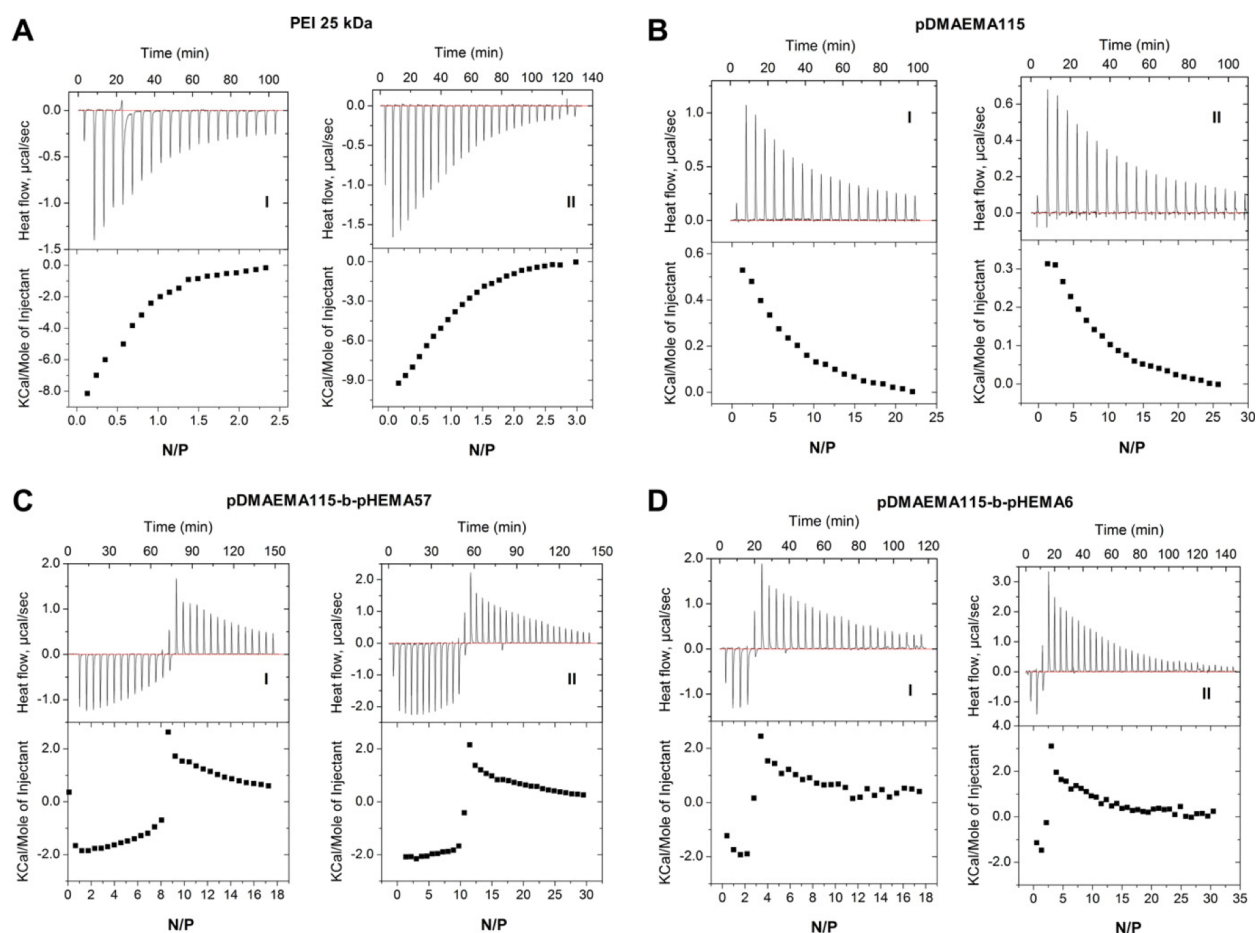 A
PEI 25 kDa
Time (min)
0 20 40 60 80 100
Heat flow, µcal/sec
0.0
-0.5
-1.0
-1.5
I
KCal/Mole of Injectant
0.0
-2.0
-4.0
-6.0
-8.0
0.0 0.5 1.0 1.5 2.0 2.5
N/P
Time (min)
0 20 40 60 80 100 120 140
Heat flow, µcal/sec
0.0
-0.5
-1.0
-1.5
II
KCal/Mole of Injectant
0.0
-3.0
-6.0
-9.0
0.0 0.5 1.0 1.5 2.0 2.5 3.0
N/P
B
pDMAEMA115
Time (min)
0 20 40 60 80 100
Heat flow, µcal/sec
1.0
0.5
0.0
I
KCal/Mole of Injectant
0.6
0.4
0.2
0.0
0 5 10 15 20 25
N/P
Time (min)
0 20 40 60 80 100
Heat flow, µcal/sec
0.6
0.4
0.2
0.0
II
KCal/Mole of Injectant
0.3
0.2
0.1
0.0
0 5 10 15 20 25 30
N/P
C
pDMAEMA115-b-pHEMA57
Time (min)
0 30 60 90 120 150
Heat flow, µcal/sec
2.0
1.0
0.0
-1.0
I
KCal/Mole of Injectant
2.0
0.0
-2.0
0 2 4 6 8 10 12 14 16 18
N/P
Time (min)
0 30 60 90 120 150
Heat flow, µcal/sec
2.0
1.0
0.0
-1.0
-2.0
II
KCal/Mole of Injectant
2.0
0.0
-2.0
0 5 10 15 20 25 30
N/P
D
pDMAEMA115-b-pHEMA6
Time (min)
0 20 40 60 80 100 120
Heat flow, µcal/sec
2.0
1.0
0.0
-1.0
I
KCal/Mole of Injectant
2.0
0.0
-2.0
0 2 4 6 8 10 12 14 16 18
N/P
Time (min)
0 20 40 60 80 100 120 140
Heat flow, µcal/sec
3.0
2.0
1.0
0.0
-1.0
II
KCal/Mole of Injectant
4.0
2.0
0.0
-2.0
0 5 10 15 20 25 30 35
N/P